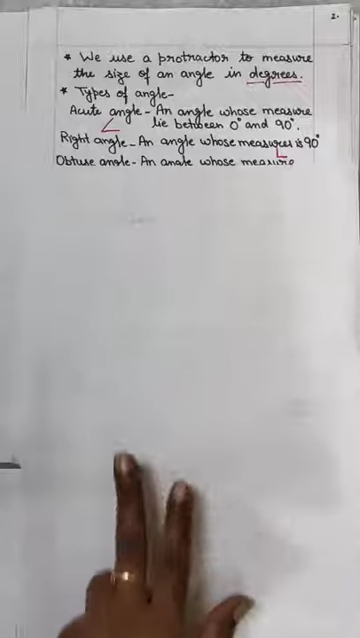 2.
* We use a protractor to measure
the size of an angle in degrees.
* Types of angle-
Acute angle - An angle whose measure
lie between 0° and 90°.
Right angle - An angle whose measures is 90°
Obtuse angle - An angle whose measure